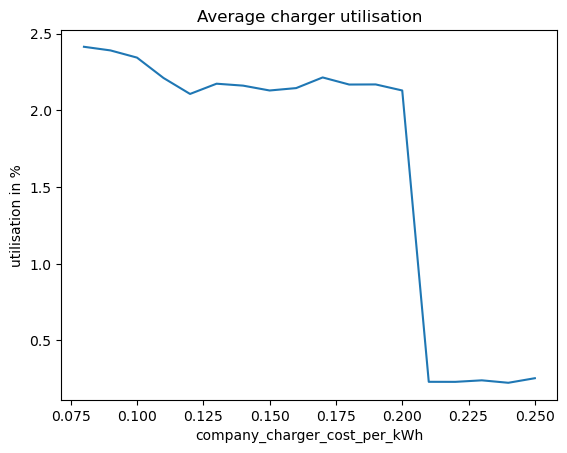 Average charger utilisation
2.5
2.0
1.5
1.0
0.5
utilisation in %
0.075 0.100 0.125 0.150 0.175 0.200 0.225 0.250
company_charger_cost_per_kWh